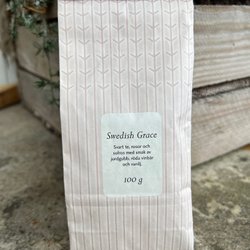 Swedish Grace
Svart te, rosor och
solros med smak av
jordgubb, röda vinbär
och vanilj.
100 g